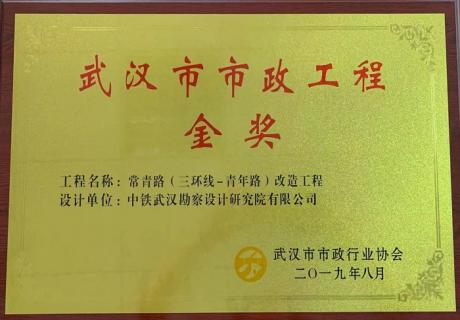 武汉市市政工程
金奖
工程名称：常青路（三环线-青年路）改造工程
设计单位：中铁武汉勘察设计研究院有限公司
武汉市市政行业协会
二〇一九年八月